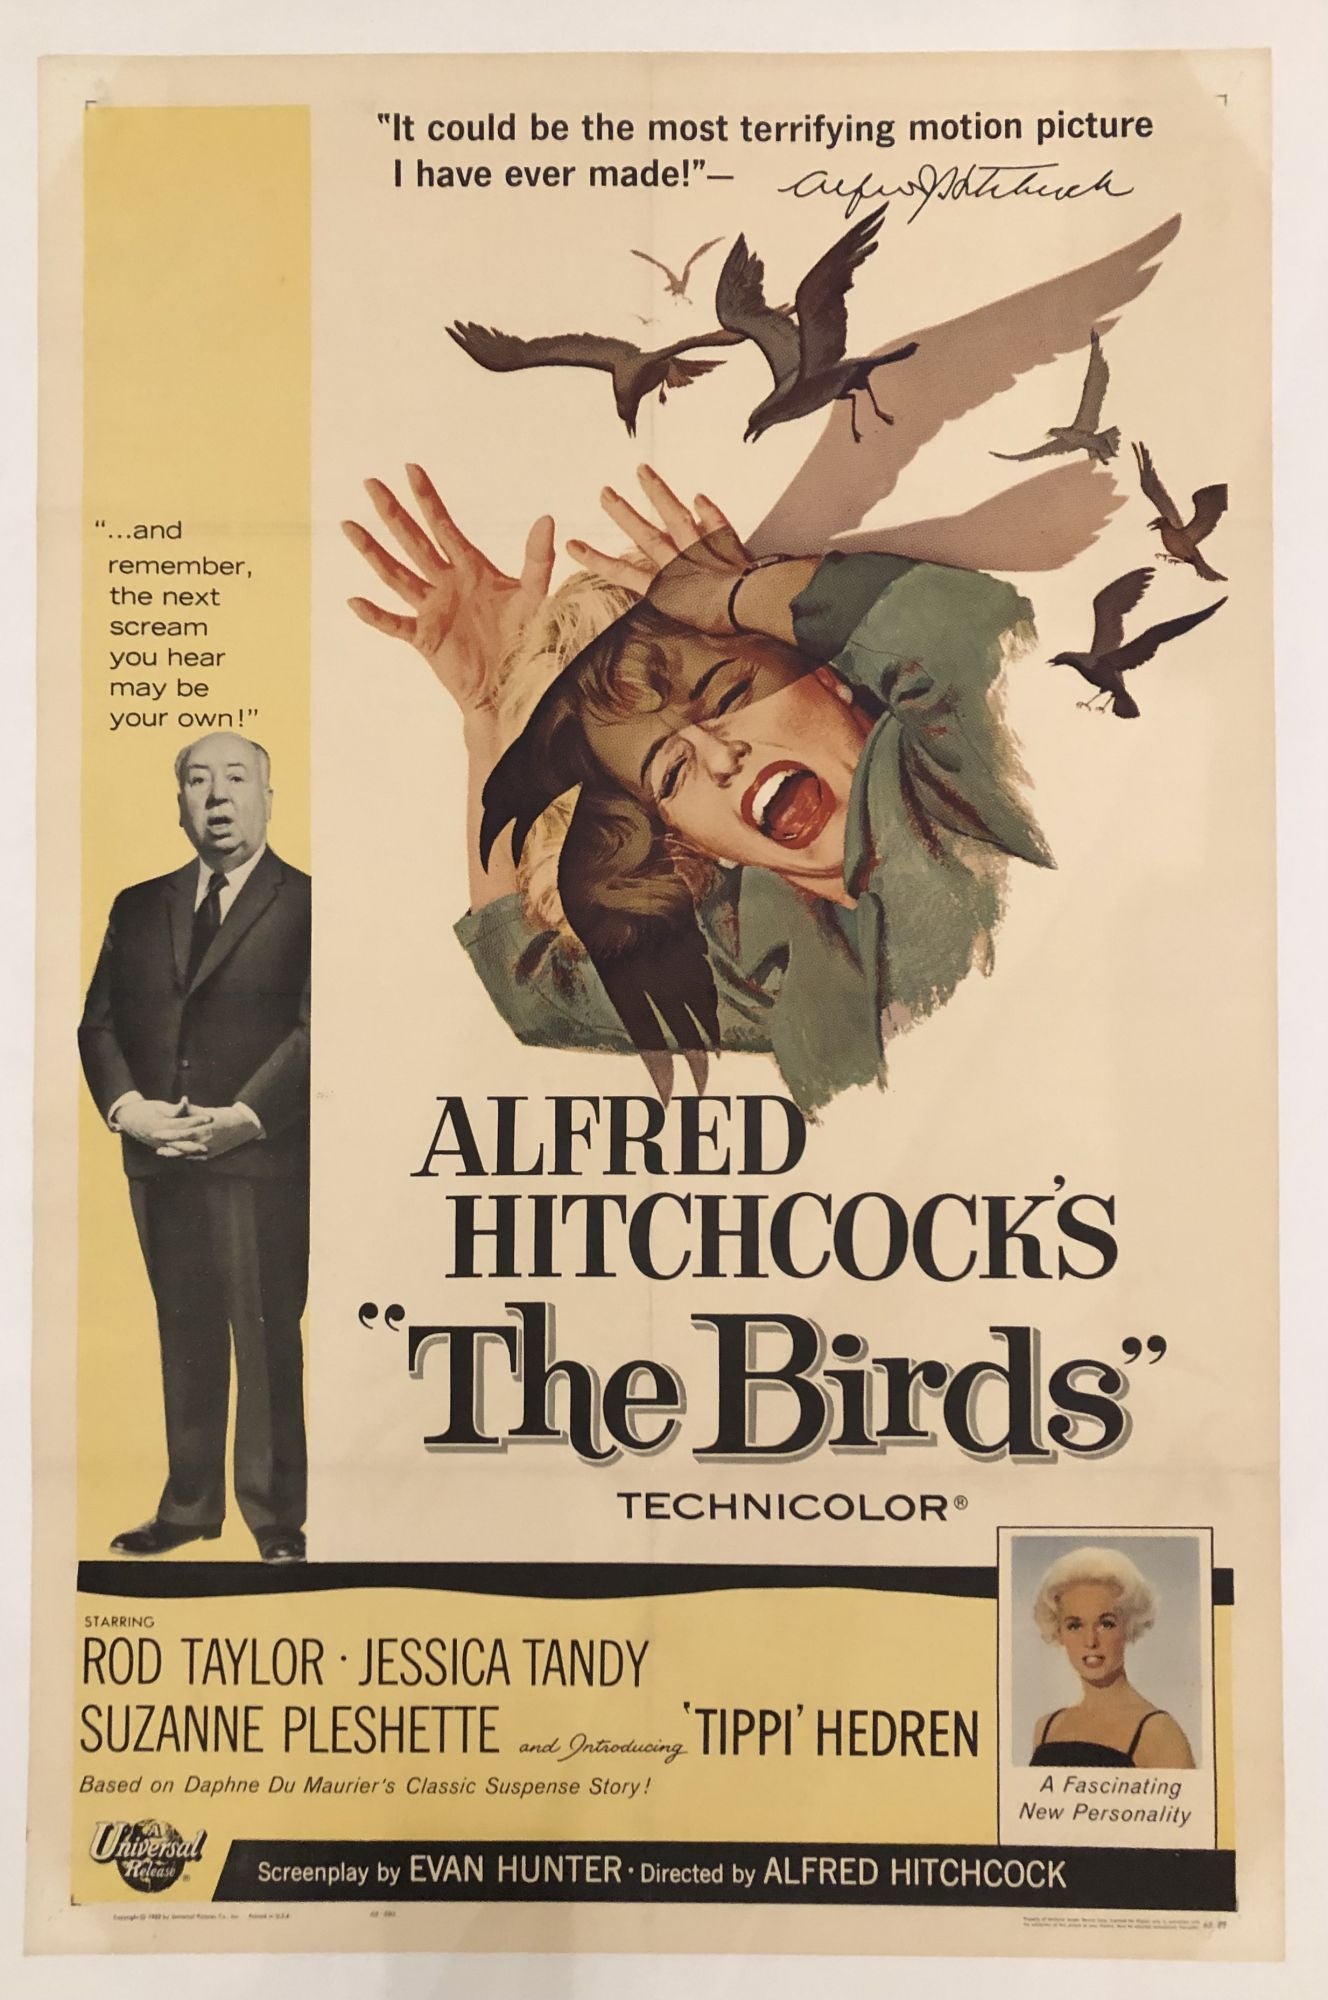 "It could be the most terrifying motion picture
I have ever made!"— Alfred J Hitchcock
"...and
remember,
the next
scream
you hear
may be
your own!"
ALFRED
HITCHCOCK'S
"The Birds"
TECHNICOLOR®
STARRING
ROD TAYLOR · JESSICA TANDY
SUZANNE PLESHETTE and Introducing 'TIPPI' HEDREN
Based on Daphne Du Maurier's Classic Suspense Story!
A Fascinating
New Personality
A
Universal
Release
®
Screenplay by EVAN HUNTER · Directed by ALFRED HITCHCOCK